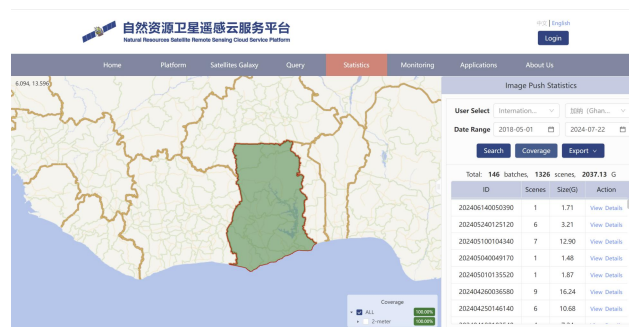 自然资源卫星遥感云服务平台
Natural Resources Satellite Remote Sensing Cloud Service Platform
中文 | English
Login
Home Platform Satellites Galaxy Query Statistics Monitoring Applications About Us
6.094, 13.596
Image Push Statistics
User Select Internation... 加纳 (Ghan...
Date Range 2018-05-01 2024-07-22
Search Coverage Export
Total: 146 batches, 1326 scenes, 2037.13 G
ID Scenes Size(G) Action
202406140050390 1 1.71 View Details
202405240125120 6 3.21 View Details
202405100104340 7 12.90 View Details
202405040049170 1 1.48 View Details
202405010135520 1 1.87 View Details
202404260036580 9 16.24 View Details
202404250146140 6 10.68 View Details
Coverage
ALL 100.00%
2-meter 100.00%